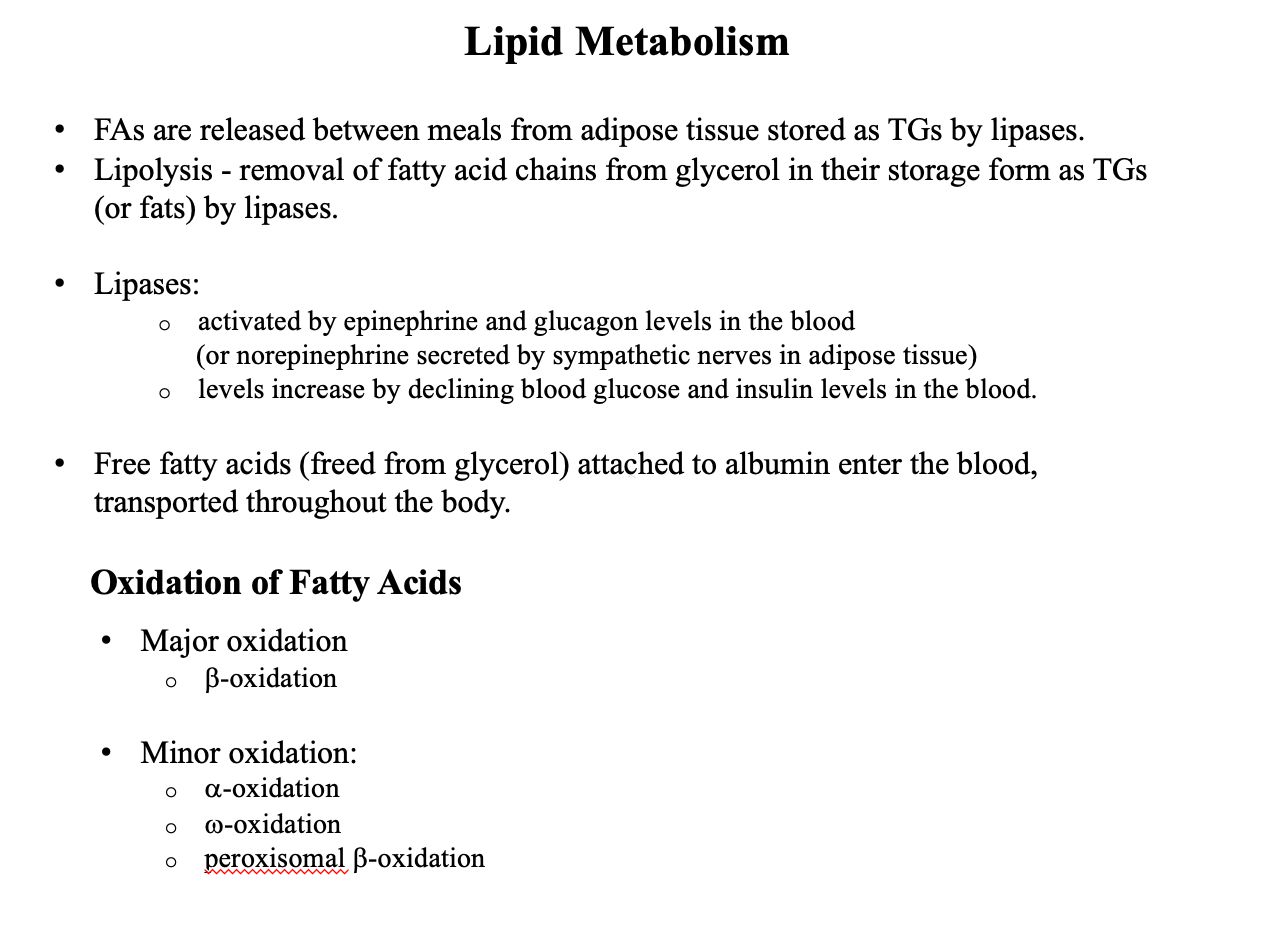 Lipid Metabolism
• FAs are released between meals from adipose tissue stored as TGs by lipases.
• Lipolysis - removal of fatty acid chains from glycerol in their storage form as TGs
(or fats) by lipases.
• Lipases:
o activated by epinephrine and glucagon levels in the blood
(or norepinephrine secreted by sympathetic nerves in adipose tissue)
o levels increase by declining blood glucose and insulin levels in the blood.
• Free fatty acids (freed from glycerol) attached to albumin enter the blood,
transported throughout the body.
Oxidation of Fatty Acids
• Major oxidation
o β-oxidation
• Minor oxidation:
o α-oxidation
o ω-oxidation
o peroxisomal β-oxidation